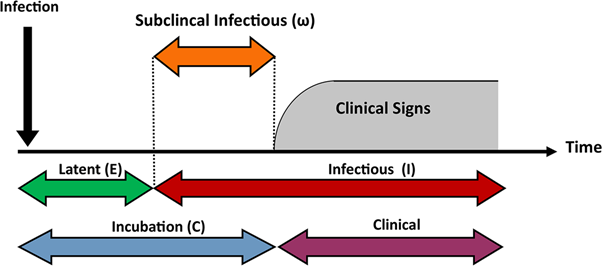 Infection
Subclincal Infectious (ω)
Clinical Signs
Time
Latent (E)
Infectious (I)
Incubation (C)
Clinical